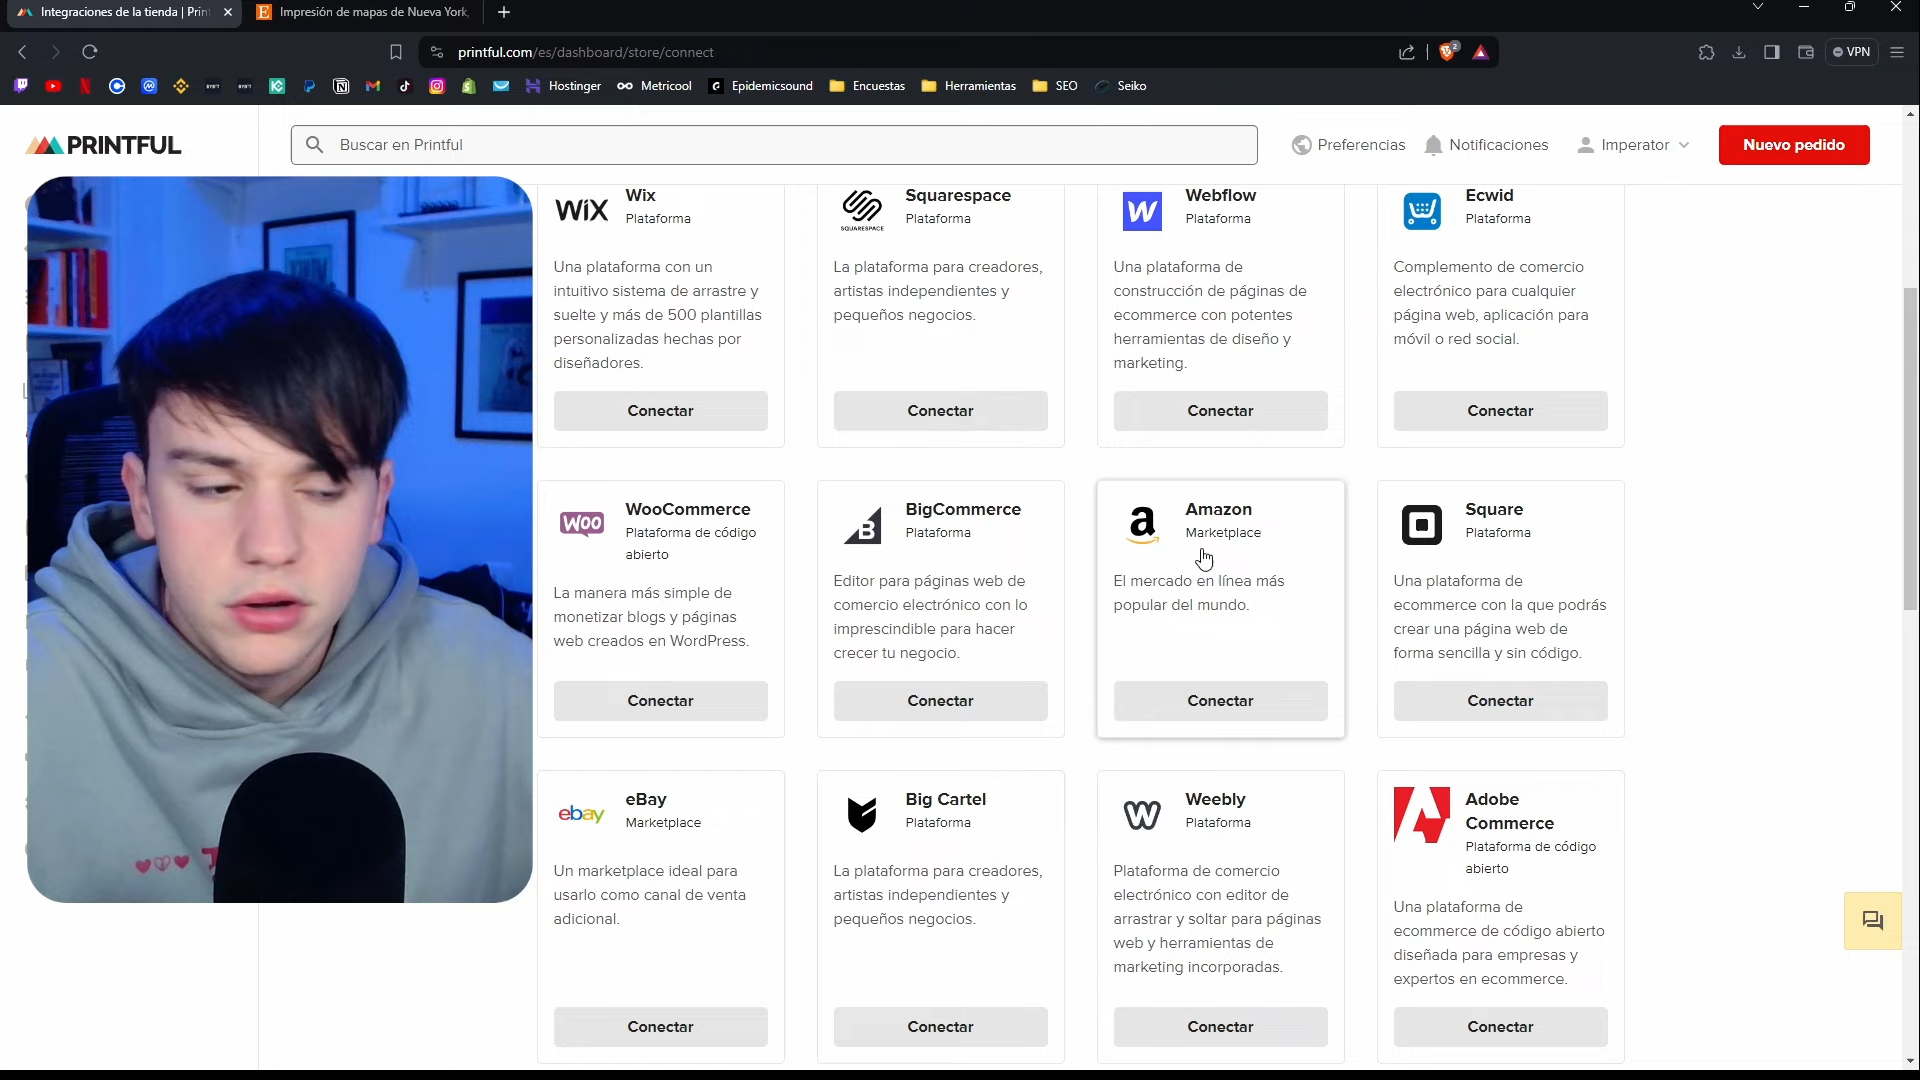 Integraciones de la tienda | Prin
Impresión de mapas de Nueva York,
printful.com/es/dashboard/store/connect
VPN
Hostinger
Metricool
Epidemicsound
Encuestas
Herramientas
SEO
Seiko
PRINTFUL
Buscar en Printful
Preferencias
Notificaciones
Imperator
Nuevo pedido
WIX
Wix
Plataforma
Una plataforma con un
intuitivo sistema de arrastre y
suelte y más de 500 plantillas
personalizadas hechas por
diseñadores.
Conectar
SQUARESPACE
Squarespace
Plataforma
La plataforma para creadores,
artistas independientes y
pequeños negocios.
Conectar
Webflow
Plataforma
Una plataforma de
construcción de páginas de
ecommerce con potentes
herramientas de diseño y
marketing.
Conectar
Ecwid
Plataforma
Complemento de comercio
electrónico para cualquier
página web, aplicación para
móvil o red social.
Conectar
WOO
WooCommerce
Plataforma de código
abierto
La manera más simple de
monetizar blogs y páginas
web creados en WordPress.
Conectar
B
BigCommerce
Plataforma
Editor para páginas web de
comercio electrónico con lo
imprescindible para hacer
crecer tu negocio.
Conectar
a
Amazon
Marketplace
El mercado en línea más
popular del mundo.
Conectar
Square
Plataforma
Una plataforma de
ecommerce con la que podrás
crear una página web de
forma sencilla y sin código.
Conectar
ebay
eBay
Marketplace
Un marketplace ideal para
usarlo como canal de venta
adicional.
Conectar
Big Cartel
Plataforma
La plataforma para creadores,
artistas independientes y
pequeños negocios.
Conectar
Weebly
Plataforma
Plataforma de comercio
electrónico con editor de
arrastrar y soltar para páginas
web y herramientas de
marketing incorporadas.
Conectar
Adobe
Commerce
Plataforma de código
abierto
Una plataforma de
ecommerce de código abierto
diseñada para empresas y
expertos en ecommerce.
Conectar